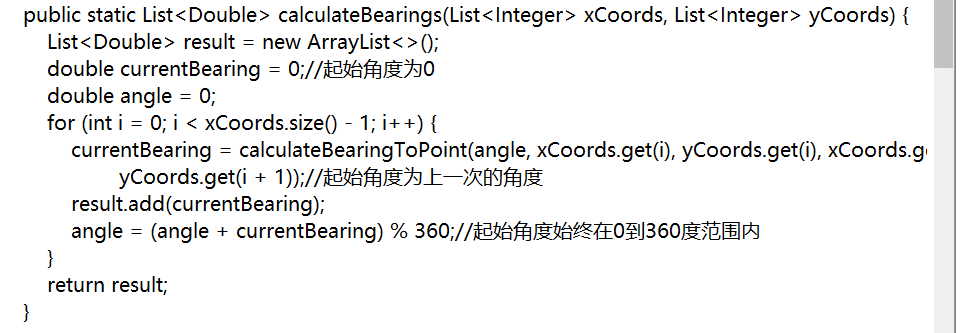 public static List<Double> calculateBearings(List<Integer> xCoords, List<Integer> yCoords) {
List<Double> result = new ArrayList<>();
double currentBearing = 0;//起始角度为0
double angle = 0;
for (int i = 0; i < xCoords.size() - 1; i++) {
currentBearing = calculateBearingToPoint(angle, xCoords.get(i), yCoords.get(i), xCoords.g
yCoords.get(i + 1));//起始角度为上一次的角度
result.add(currentBearing);
angle = (angle + currentBearing) % 360;//起始角度始终在0到360度范围内
}
return result;
}